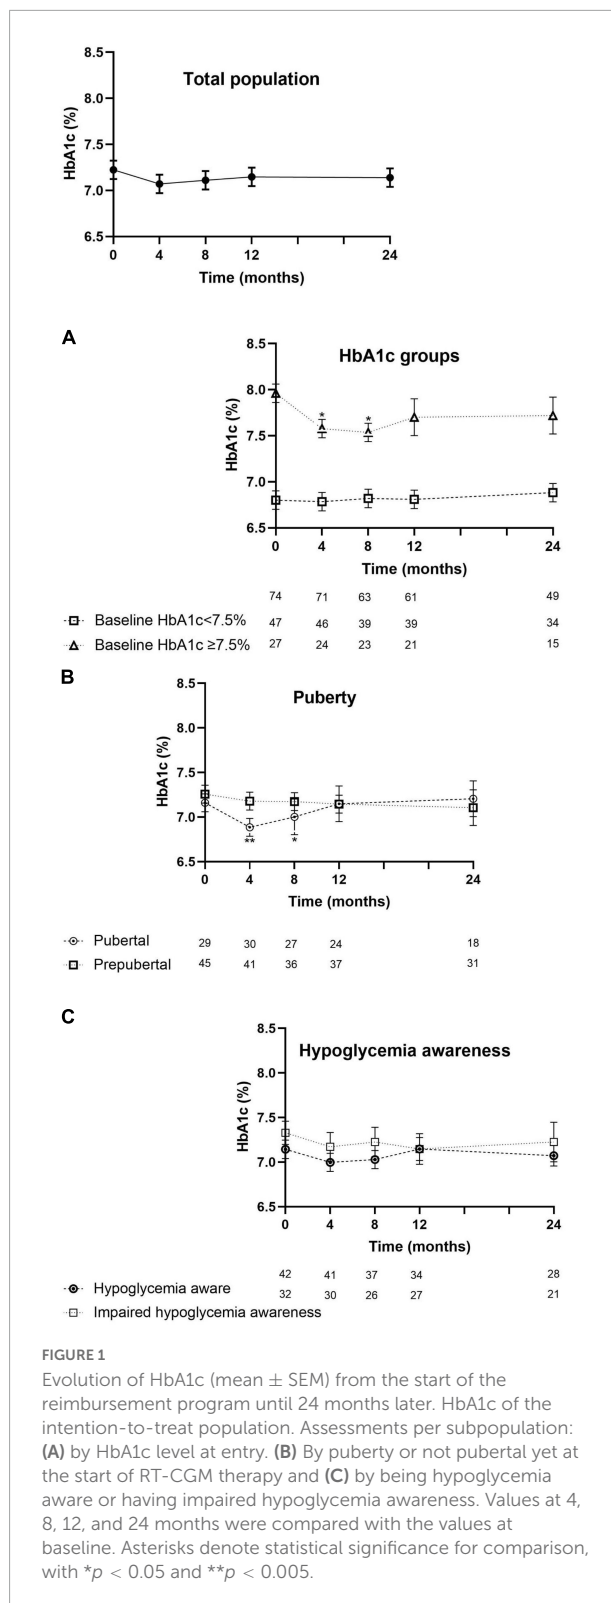 Total population
8.5
8.0
7.5
7.0
6.5
HbA1c (%)
0 4 8 12 24
Time (months)
A
HbA1c groups
8.5
8.0
7.5
7.0
6.5
HbA1c (%)
* *
0 4 8 12 24
Time (months)
74 71 63 61 49
Baseline HbA1c<7.5% 47 46 39 39 34
Baseline HbA1c ≥7.5% 27 24 23 21 15
B
Puberty
8.5
8.0
7.5
7.0
6.5
HbA1c (%)
** *
0 4 8 12 24
Time (months)
Pubertal 29 30 27 24 18
Prepubertal 45 41 36 37 31
C
Hypoglycemia awareness
8.5
8.0
7.5
7.0
6.5
HbA1c (%)
0 4 8 12 24
Time (months)
42 41 37 34 28
Hypoglycemia aware 32 30 26 27 21
Impaired hypoglycemia awareness
FIGURE 1
Evolution of HbA1c (mean ± SEM) from the start of the
reimbursement program until 24 months later. HbA1c of the
intention-to-treat population. Assessments per subpopulation:
(A) by HbA1c level at entry. (B) By puberty or not pubertal yet at
the start of RT-CGM therapy and (C) by being hypoglycemia
aware or having impaired hypoglycemia awareness. Values at 4,
8, 12, and 24 months were compared with the values at
baseline. Asterisks denote statistical significance for comparison,
with *p < 0.05 and **p < 0.005.